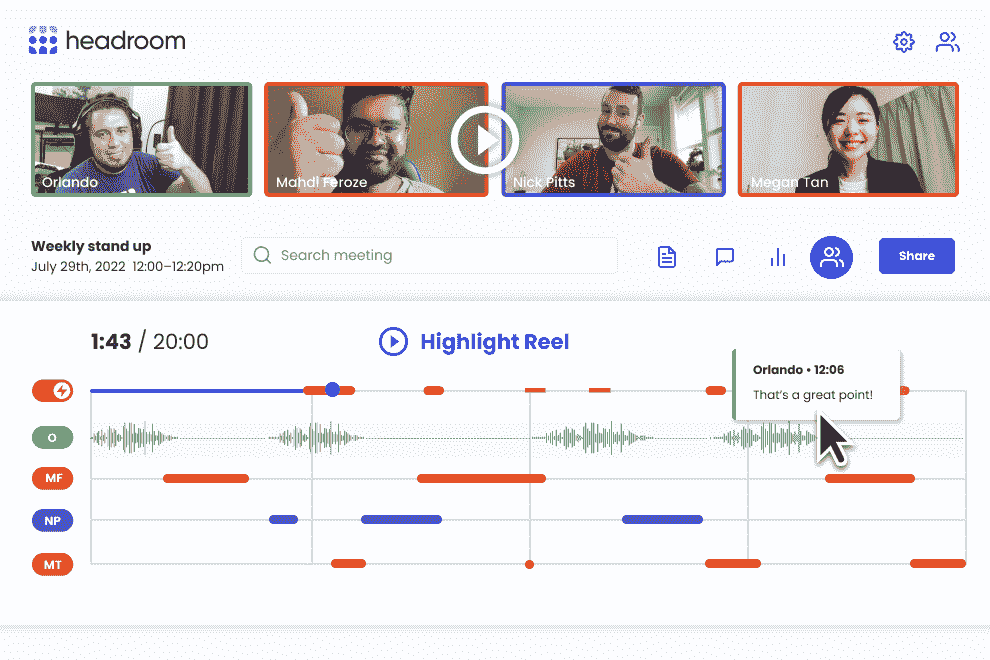 headroom
Orlando
Mahdi Feroze
Nick Pitts
Megan Tan
Weekly stand up
July 29th, 2022 12:00–12:20pm
Search meeting
Share
1:43 / 20:00
Highlight Reel
Orlando • 12:06
That's a great point!
O
MF
NP
MT